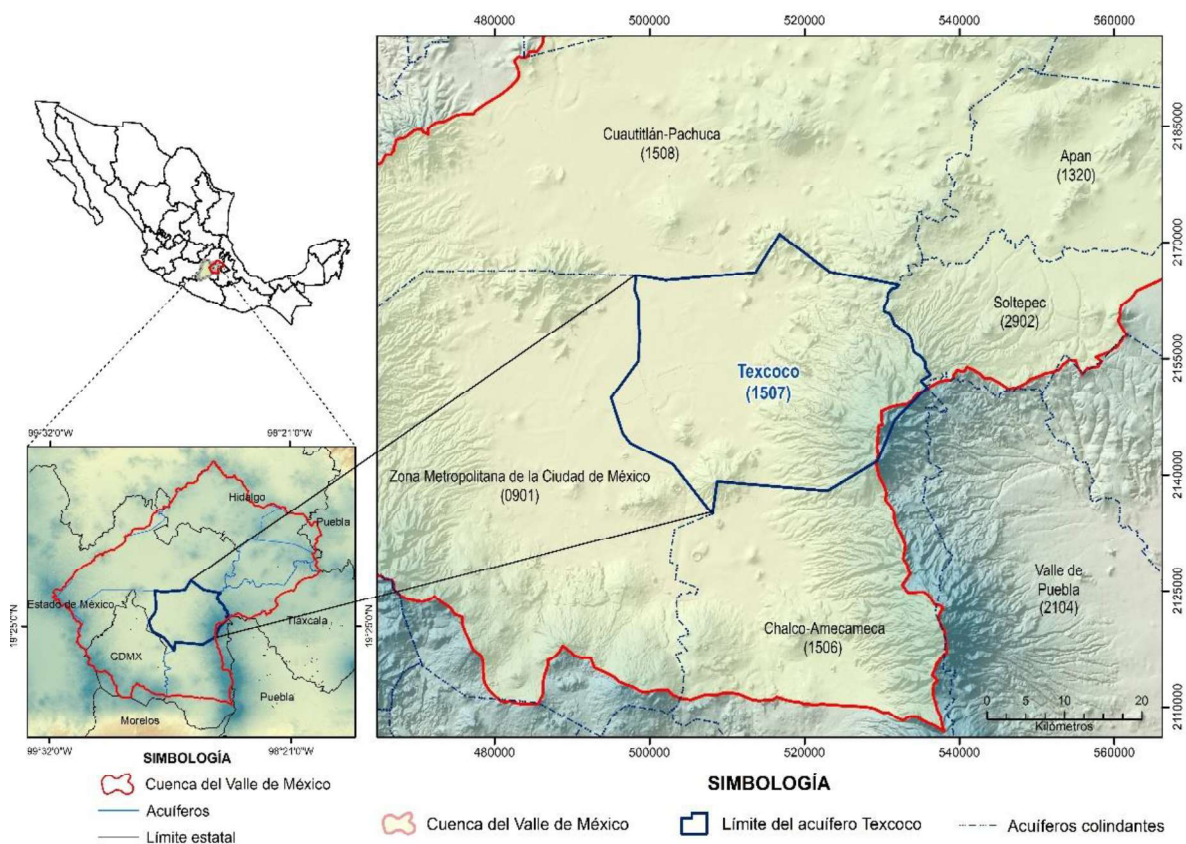 480000
500000
520000
540000
560000
2185000
2170000
2155000
2140000
2125000
2110000
Cuautitlán-Pachuca
(1508)
Apan
(1320)
Soltepec
(2902)
Texcoco
(1507)
Zona Metropolitana de la Ciudad de México
(0901)
Valle de
Puebla
(2104)
Chalco-Amecameca
(1506)
0
5
10
20
Kilómetros
480000
500000
520000
540000
560000
99°32'0"W
98°21'0"W
19°25'0"N
19°25'0"N
Hidalgo
Puebla
Estado de México
Tlaxcala
CDMX
Puebla
Morelos
99°32'0"W
98°21'0"W
SIMBOLOGÍA
Cuenca del Valle de México
Acuíferos
Límite estatal
SIMBOLOGÍA
Cuenca del Valle de México
Límite del acuífero Texcoco
Acuíferos colindantes